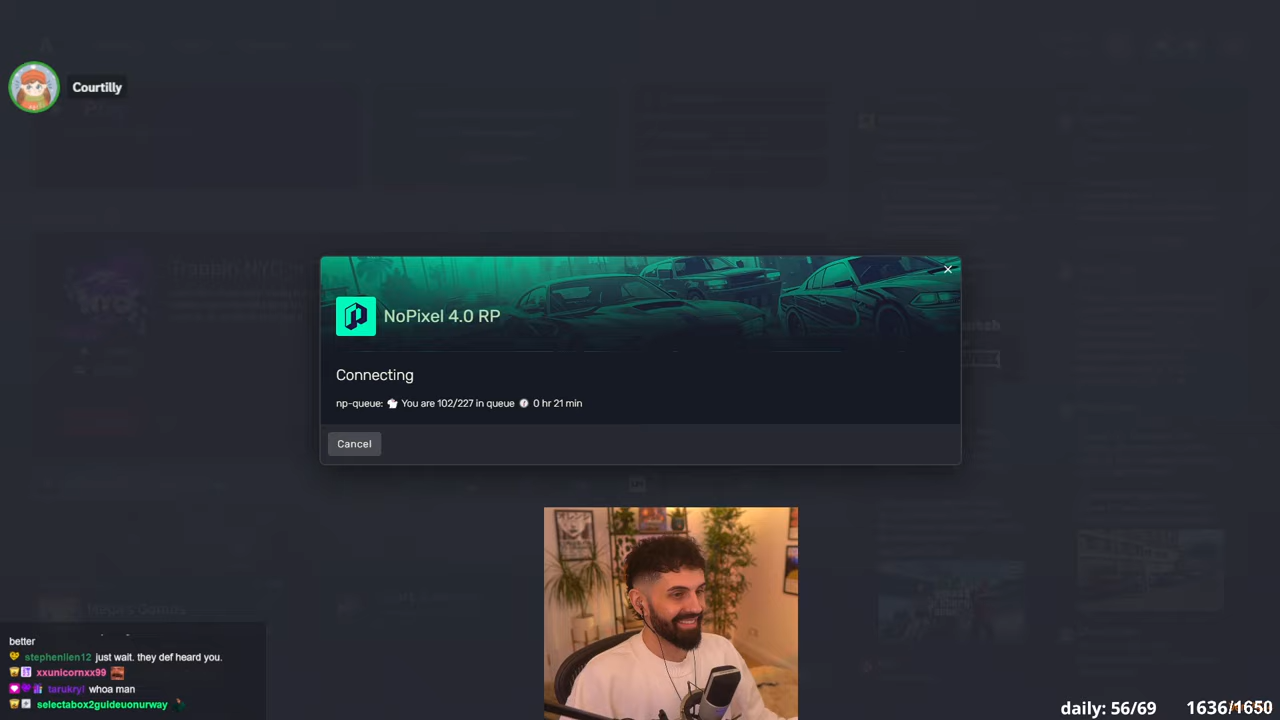 Courtilly
NoPixel 4.0 RP
Connecting
np-queue: You are 102/227 in queue 0 hr 21 min
Cancel
better
stephenlien12 just wait. they def heard you.
xxunicornxx99
tarukryl whoa man
selectabox2guideuonurway
daily: 56/69 1636/1650